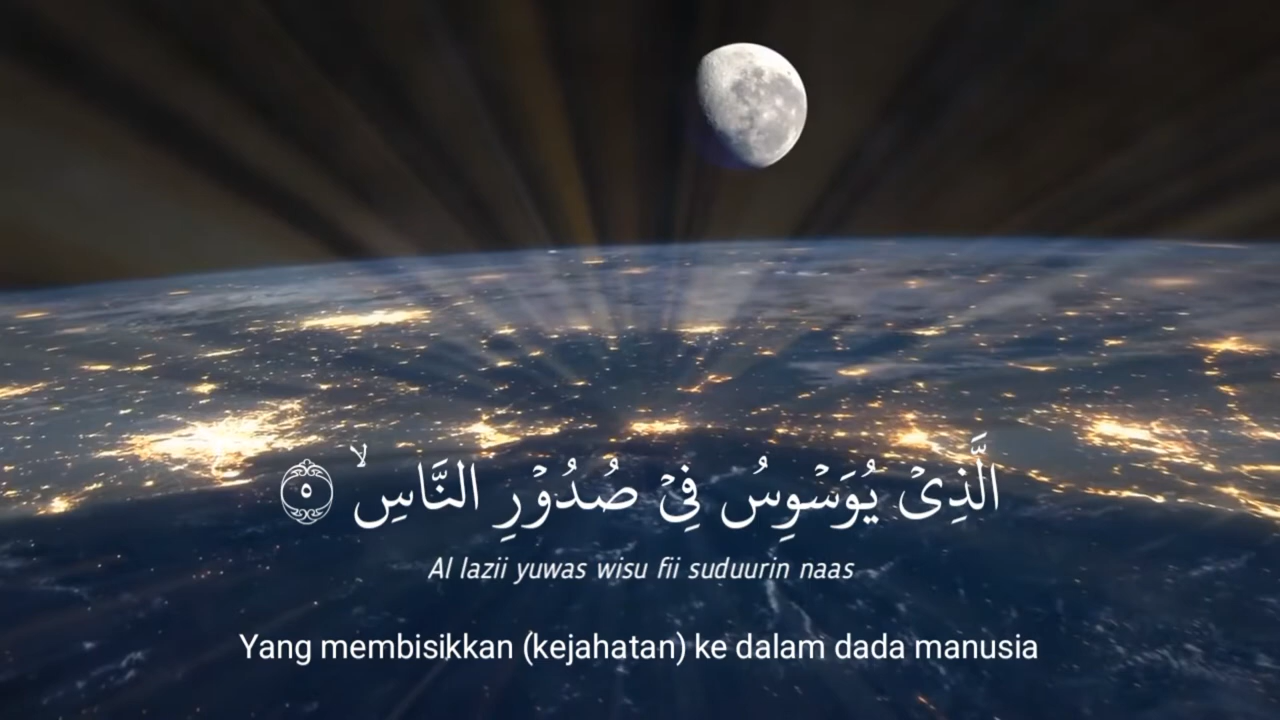 الَّذِىۡ يُوَسۡوِسُ فِىۡ صُدُوۡرِ النَّاسِۙ ‏﴿۵﴾
Al lazii yuwas wisu fii suduurin naas
Yang membisikkan (kejahatan) ke dalam dada manusia